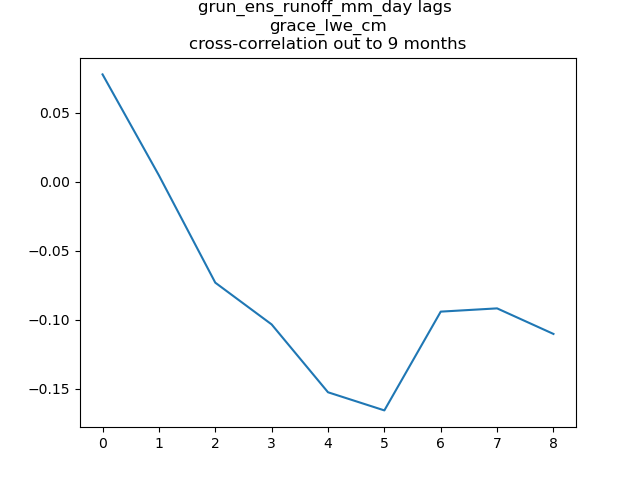 grun_ens_runoff_mm_day lags
grace_lwe_cm
cross-correlation out to 9 months
0.05
0.00
−0.05
−0.10
−0.15
0 1 2 3 4 5 6 7 8